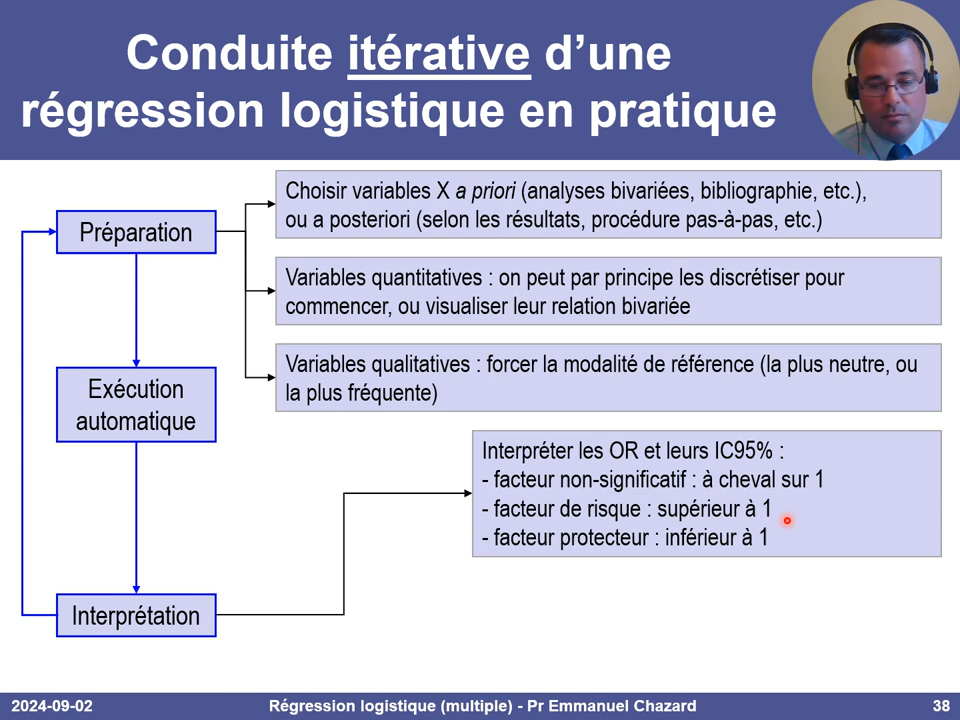 Conduite itérative d’une
régression logistique en pratique
Choisir variables X a priori (analyses bivariées, bibliographie, etc.),
ou a posteriori (selon les résultats, procédure pas-à-pas, etc.)
Préparation
Variables quantitatives : on peut par principe les discrétiser pour
commencer, ou visualiser leur relation bivariée
Variables qualitatives : forcer la modalité de référence (la plus neutre, ou
la plus fréquente)
Exécution
automatique
Interpréter les OR et leurs IC95% :
- facteur non-significatif : à cheval sur 1
- facteur de risque : supérieur à 1
- facteur protecteur : inférieur à 1
Interprétation
2024-09-02
Régression logistique (multiple) - Pr Emmanuel Chazard
38